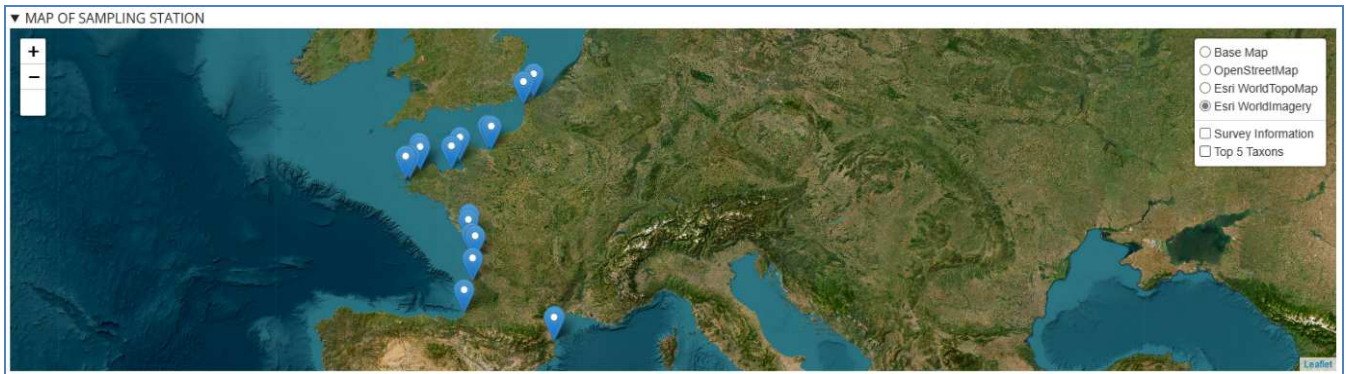 ▼ MAP OF SAMPLING STATION
+
−
Base Map
OpenStreetMap
Esri WorldTopoMap
Esri WorldImagery
Survey Information
Top 5 Taxons
Leaflet